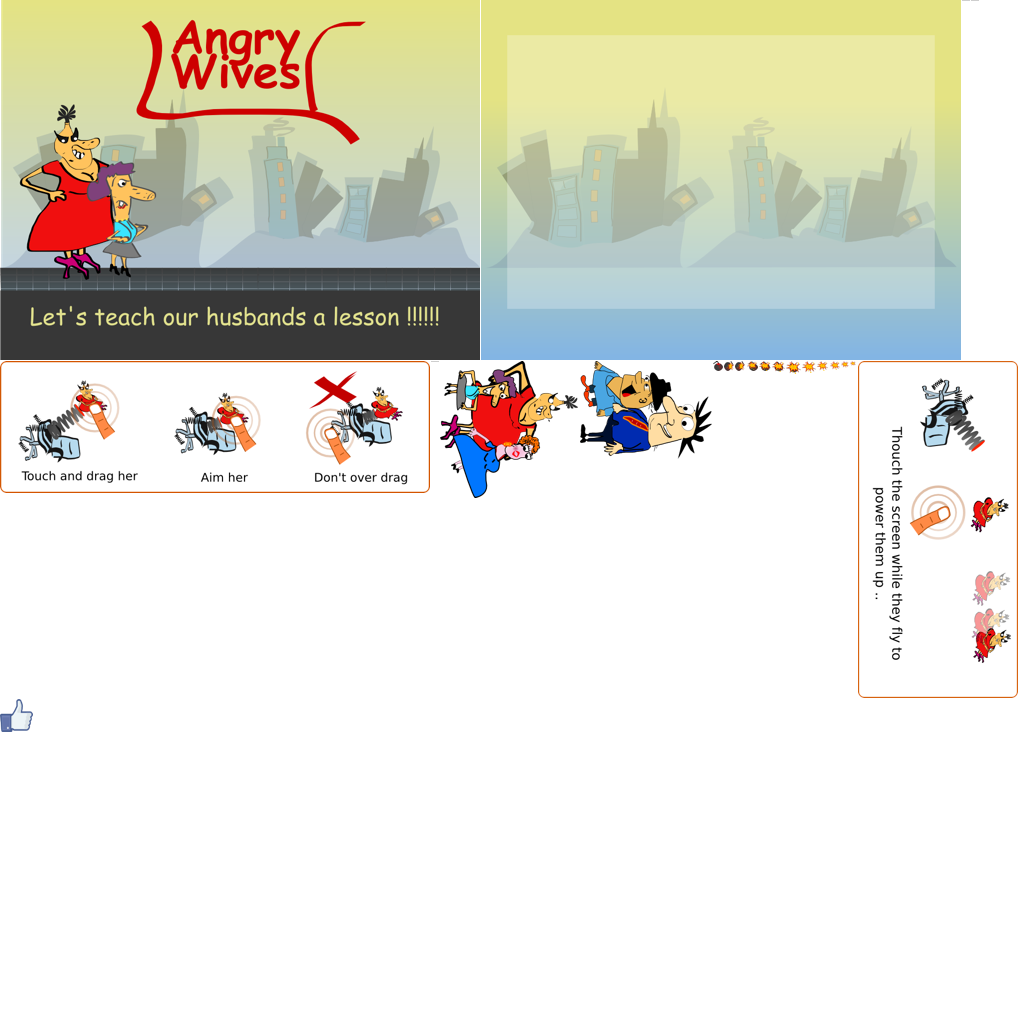 Angry
Wives
Let's teach our husbands a lesson !!!!!!
Touch and drag her
Aim her
Don't over drag
Thouch the screen while they fly to
power them up ..